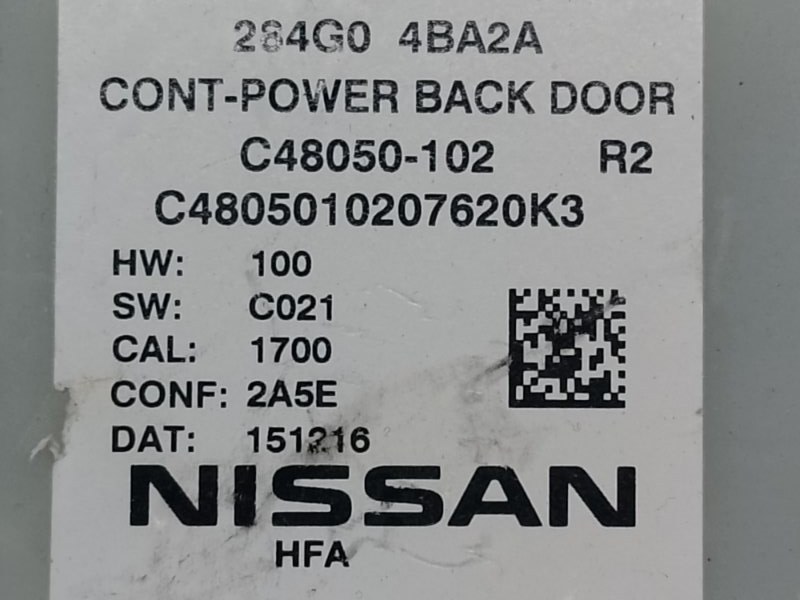 284G0 4BA2A
CONT-POWER BACK DOOR
C48050-102 R2
C4805010207620K3
HW: 100
SW: C021
CAL: 1700
CONF: 2A5E
DAT: 151216
NISSAN
HFA